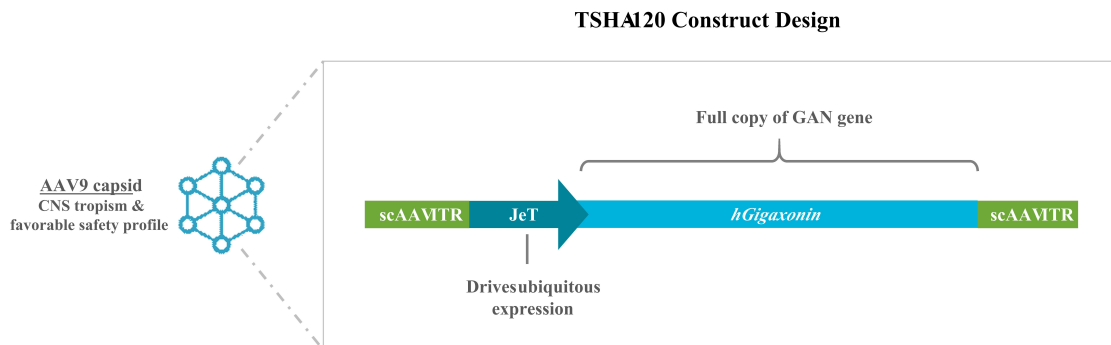 TSHA120 Construct Design
Full copy of GAN gene
AAV9 capsid
CNS tropism &
favorable safety profile
scAAVITR
JeT
hGigaxonin
scAAVITR
Drivesubiquitous
expression